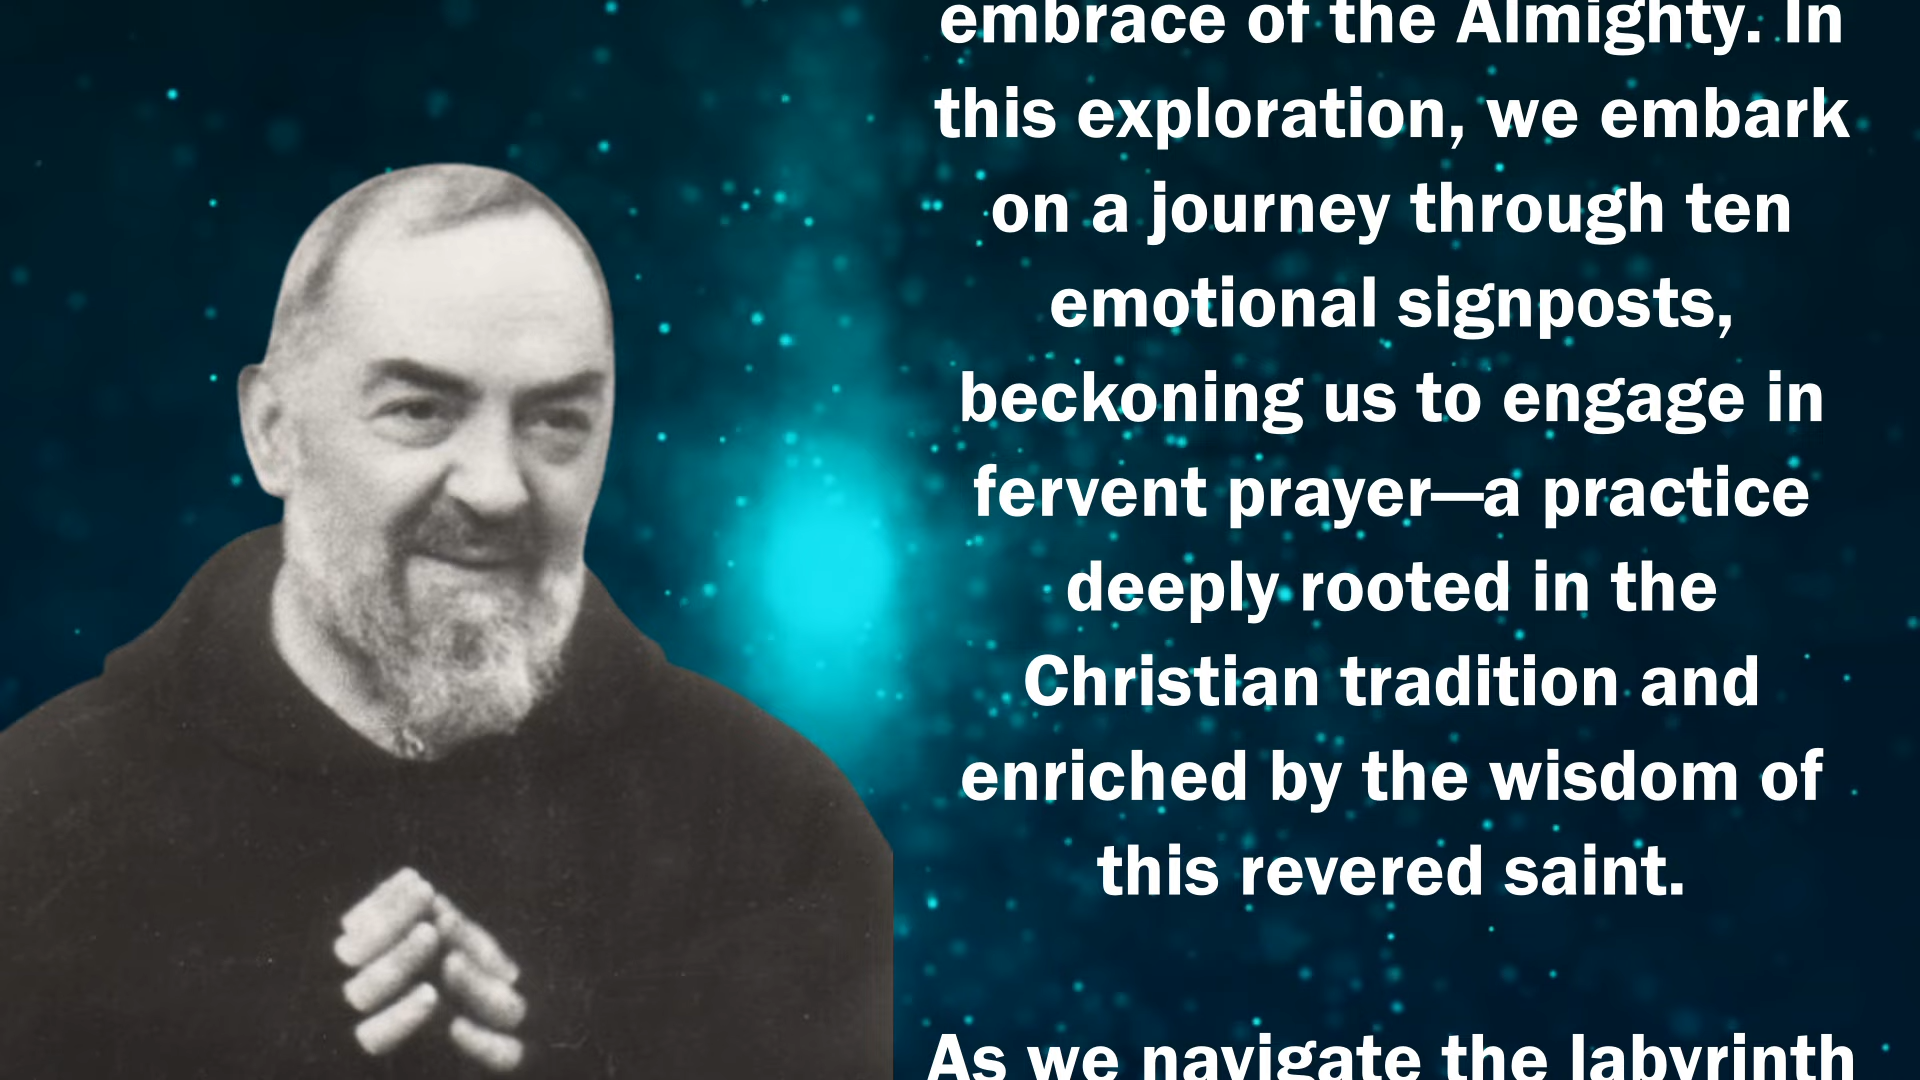 embrace of the Almighty. In
this exploration, we embark
on a journey through ten
emotional signposts,
beckoning us to engage in
fervent prayer—a practice
deeply rooted in the
Christian tradition and
enriched by the wisdom of
this revered saint.
As we navigate the labyrinth